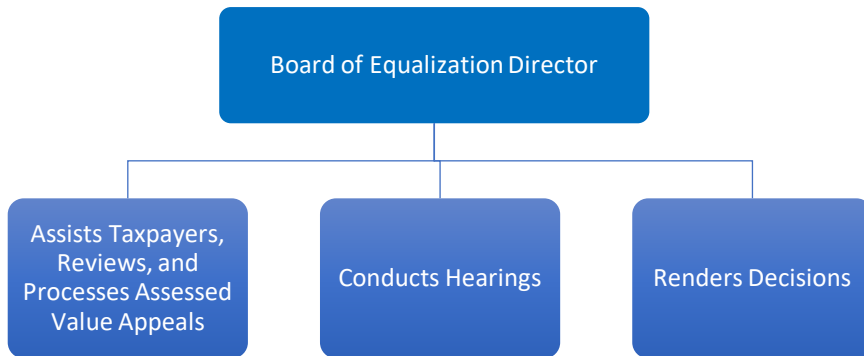 Board of Equalization Director
Assists Taxpayers,
Reviews, and
Processes Assessed
Value Appeals
Conducts Hearings
Renders Decisions